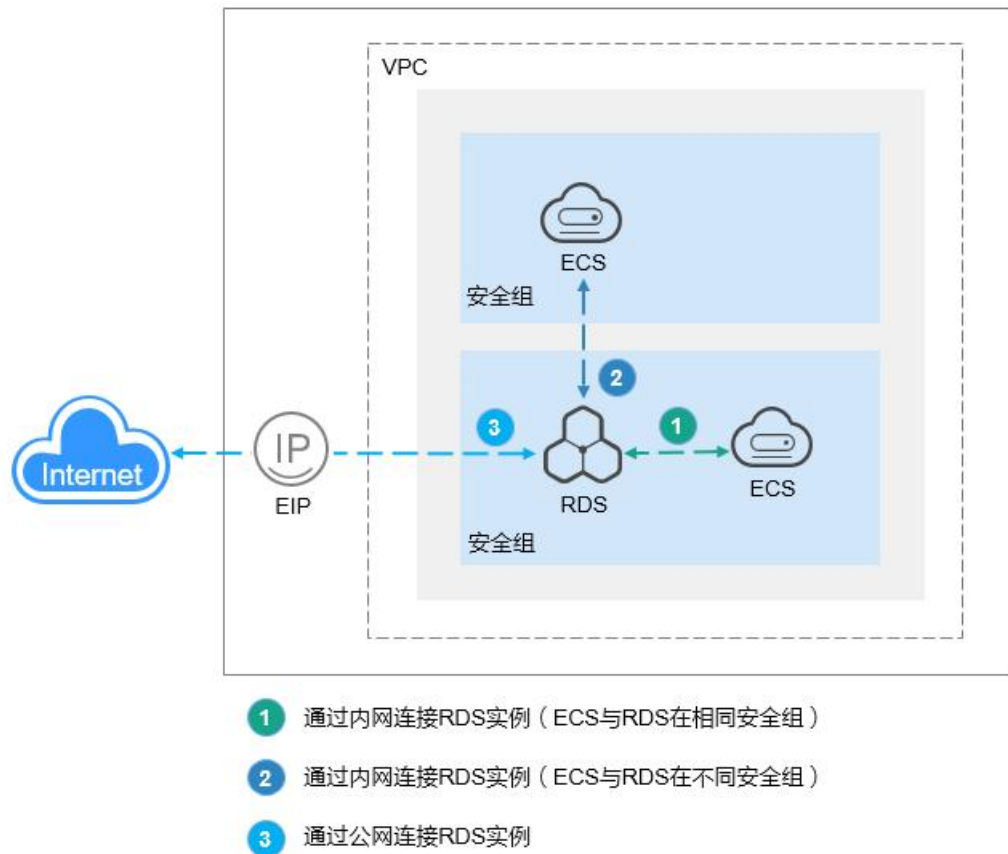 VPC
ECS
安全组
2
3
1
Internet
IP
EIP
RDS
ECS
安全组
1 通过内网连接RDS实例（ECS与RDS在相同安全组）
2 通过内网连接RDS实例（ECS与RDS在不同安全组）
3 通过公网连接RDS实例